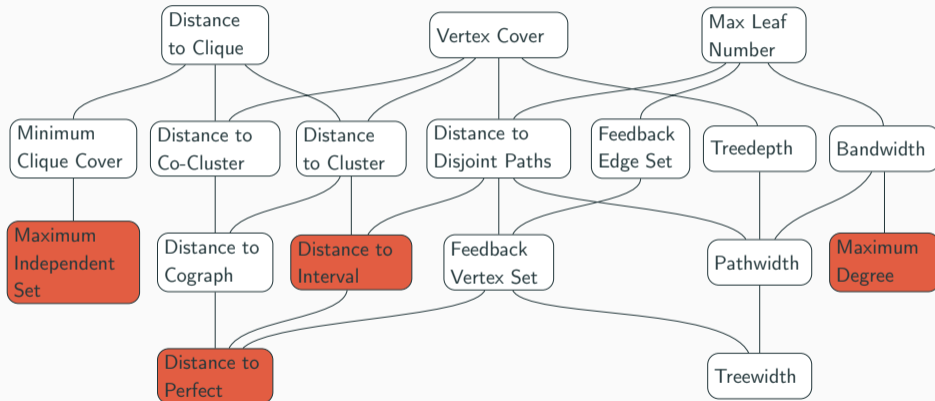 Distance
to Clique
Vertex Cover
Max Leaf
Number
Minimum
Clique Cover
Distance to
Co-Cluster
Distance
to Cluster
Distance to
Disjoint Paths
Feedback
Edge Set
Treedepth
Bandwidth
Maximum
Independent
Set
Distance to
Cograph
Distance to
Interval
Feedback
Vertex Set
Pathwidth
Maximum
Degree
Distance to
Perfect
Treewidth